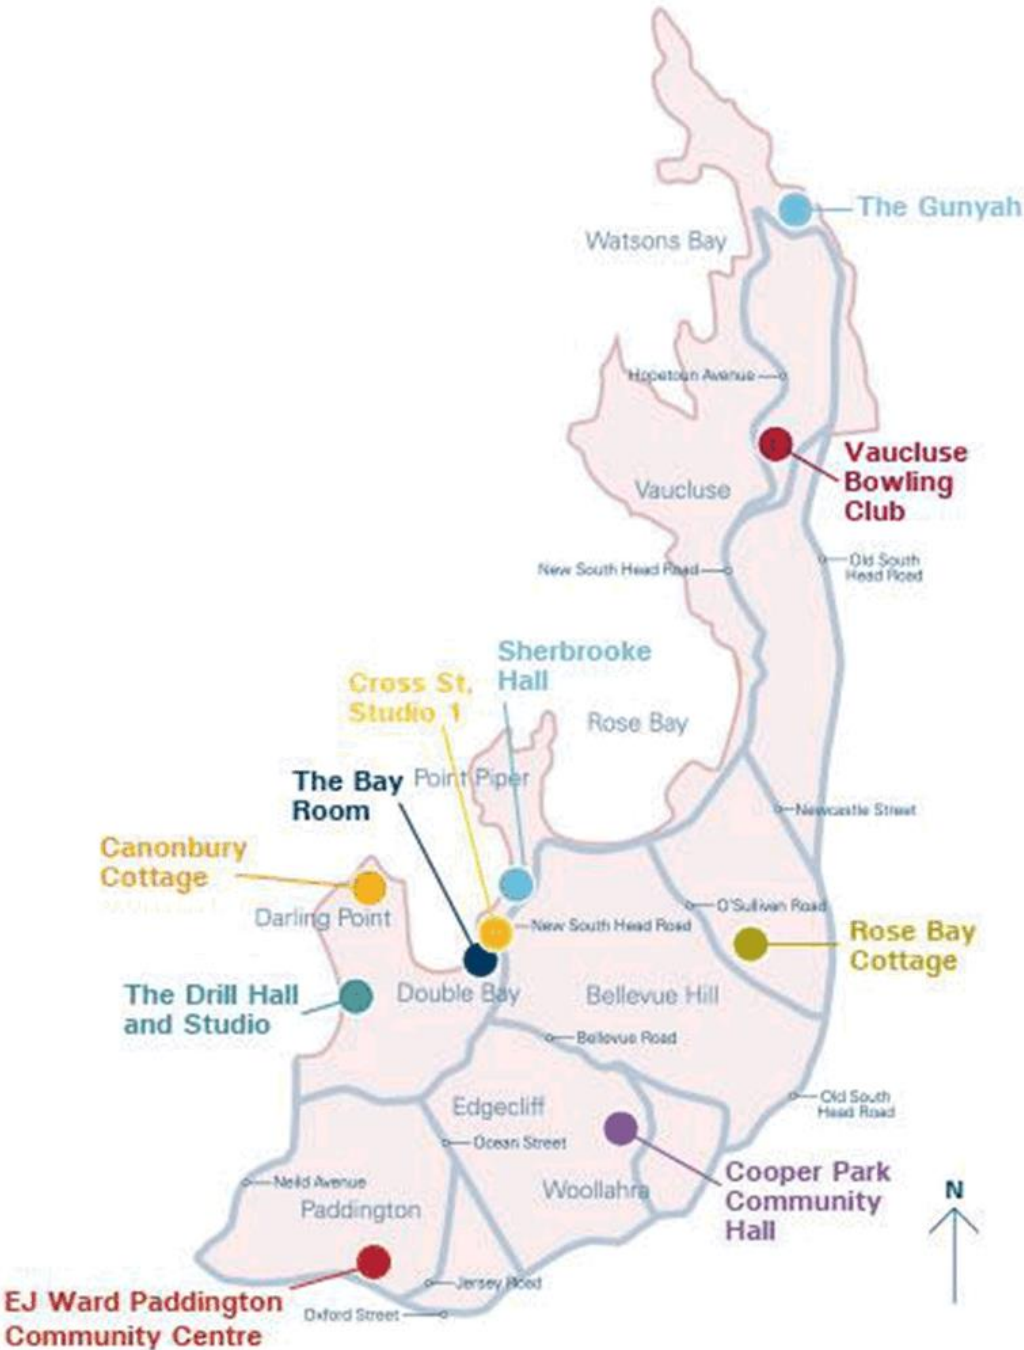 The Gunyah
Watsons Bay
Hopetoun Avenue
Vaucluse
Bowling
Club
Vaucluse
Old South
Head Road
New South Head Road
Sherbrooke
Hall
Cross St,
Studio 1
Rose Bay
The Bay
Room
Point Piper
Newcastle Street
Canonbury
Cottage
Darling Point
O'Sullivan Road
New South Head Road
Rose Bay
Cottage
The Drill Hall
and Studio
Double Bay
Bellevue Hill
Bellevue Road
Old South
Head Road
Edgecliff
Ocean Street
Cooper Park
Community
Hall
N
Neild Avenue
Woollahra
Paddington
Jersey Road
EJ Ward Paddington
Community Centre
Oxford Street